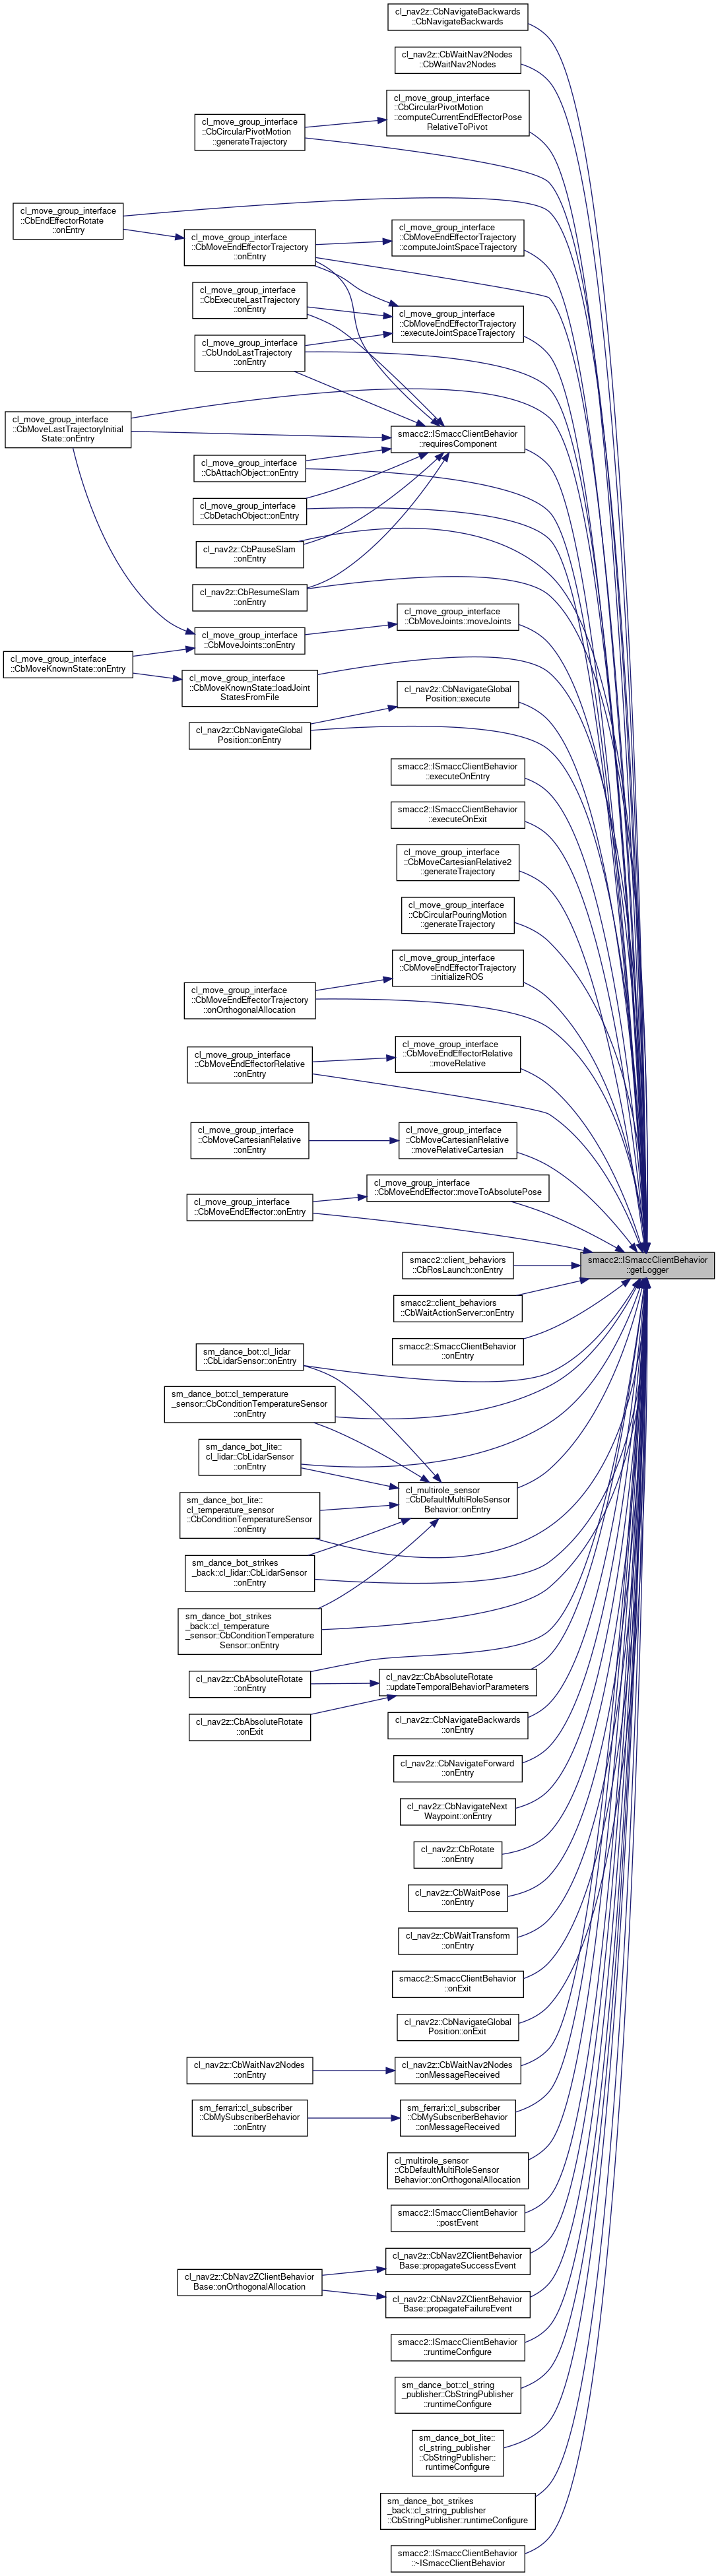 cl_nav2z::CbNavigateBackwards
::CbNavigateBackwards
cl_nav2z::CbWaitNav2Nodes
::CbWaitNav2Nodes
cl_move_group_interface
::CbCircularPivotMotion
::computeCurrentEndEffectorPose
RelativeToPivot
cl_move_group_interface
::CbCircularPivotMotion
::generateTrajectory
cl_move_group_interface
::CbEndEffectorRotate
::onEntry
cl_move_group_interface
::CbMoveEndEffectorTrajectory
::onEntry
cl_move_group_interface
::CbMoveEndEffectorTrajectory
::computeJointSpaceTrajectory
cl_move_group_interface
::CbExecuteLastTrajectory
::onEntry
cl_move_group_interface
::CbMoveEndEffectorTrajectory
::executeJointSpaceTrajectory
cl_move_group_interface
::CbUndoLastTrajectory
::onEntry
cl_move_group_interface
::CbMoveLastTrajectoryInitial
State::onEntry
smacc2::ISmaccClientBehavior
::requiresComponent
cl_move_group_interface
::CbAttachObject::onEntry
cl_move_group_interface
::CbDetachObject::onEntry
cl_nav2z::CbPauseSlam
::onEntry
cl_nav2z::CbResumeSlam
::onEntry
cl_move_group_interface
::CbMoveJoints::moveJoints
cl_move_group_interface
::CbMoveJoints::onEntry
cl_move_group_interface
::CbMoveKnownState::onEntry
cl_move_group_interface
::CbMoveKnownState::loadJoint
StatesFromFile
cl_nav2z::CbNavigateGlobal
Position::execute
cl_nav2z::CbNavigateGlobal
Position::onEntry
smacc2::ISmaccClientBehavior
::executeOnEntry
smacc2::ISmaccClientBehavior
::executeOnExit
cl_move_group_interface
::CbMoveCartesianRelative2
::generateTrajectory
cl_move_group_interface
::CbCircularPouringMotion
::generateTrajectory
cl_move_group_interface
::CbMoveEndEffectorTrajectory
::initializeROS
cl_move_group_interface
::CbMoveEndEffectorTrajectory
::onOrthogonalAllocation
cl_move_group_interface
::CbMoveEndEffectorRelative
::moveRelative
cl_move_group_interface
::CbMoveEndEffectorRelative
::onEntry
cl_move_group_interface
::CbMoveCartesianRelative
::moveRelativeCartesian
cl_move_group_interface
::CbMoveCartesianRelative
::onEntry
cl_move_group_interface
::CbMoveEndEffector::moveToAbsolutePose
cl_move_group_interface
::CbMoveEndEffector::onEntry
smacc2::ISmaccClientBehavior
::getLogger
smacc2::client_behaviors
::CbRosLaunch::onEntry
smacc2::client_behaviors
::CbWaitActionServer::onEntry
smacc2::SmaccClientBehavior
::onEntry
sm_dance_bot::cl_lidar
::CbLidarSensor::onEntry
sm_dance_bot::cl_temperature
_sensor::CbConditionTemperatureSensor
::onEntry
sm_dance_bot_lite::
cl_lidar::CbLidarSensor
::onEntry
cl_multirole_sensor
::CbDefaultMultiRoleSensor
Behavior::onEntry
sm_dance_bot_lite::
cl_temperature_sensor
::CbConditionTemperatureSensor
::onEntry
sm_dance_bot_strikes
_back::cl_lidar::CbLidarSensor
::onEntry
sm_dance_bot_strikes
_back::cl_temperature
_sensor::CbConditionTemperature
Sensor::onEntry
cl_nav2z::CbAbsoluteRotate
::onEntry
cl_nav2z::CbAbsoluteRotate
::updateTemporalBehaviorParameters
cl_nav2z::CbAbsoluteRotate
::onExit
cl_nav2z::CbNavigateBackwards
::onEntry
cl_nav2z::CbNavigateForward
::onEntry
cl_nav2z::CbNavigateNext
Waypoint::onEntry
cl_nav2z::CbRotate
::onEntry
cl_nav2z::CbWaitPose
::onEntry
cl_nav2z::CbWaitTransform
::onEntry
smacc2::SmaccClientBehavior
::onExit
cl_nav2z::CbNavigateGlobal
Position::onExit
cl_nav2z::CbWaitNav2Nodes
::onMessageReceived
cl_nav2z::CbWaitNav2Nodes
::onEntry
sm_ferrari::cl_subscriber
::CbMySubscriberBehavior
::onMessageReceived
sm_ferrari::cl_subscriber
::CbMySubscriberBehavior
::onEntry
cl_multirole_sensor
::CbDefaultMultiRoleSensor
Behavior::onOrthogonalAllocation
smacc2::ISmaccClientBehavior
::postEvent
cl_nav2z::CbNav2ZClientBehavior
Base::propagateSuccessEvent
cl_nav2z::CbNav2ZClientBehavior
Base::onOrthogonalAllocation
cl_nav2z::CbNav2ZClientBehavior
Base::propagateFailureEvent
smacc2::ISmaccClientBehavior
::runtimeConfigure
sm_dance_bot::cl_string
_publisher::CbStringPublisher
::runtimeConfigure
sm_dance_bot_lite::
cl_string_publisher
::CbStringPublisher::
runtimeConfigure
sm_dance_bot_strikes
_back::cl_string_publisher
::CbStringPublisher::runtimeConfigure
smacc2::ISmaccClientBehavior
::~ISmaccClientBehavior